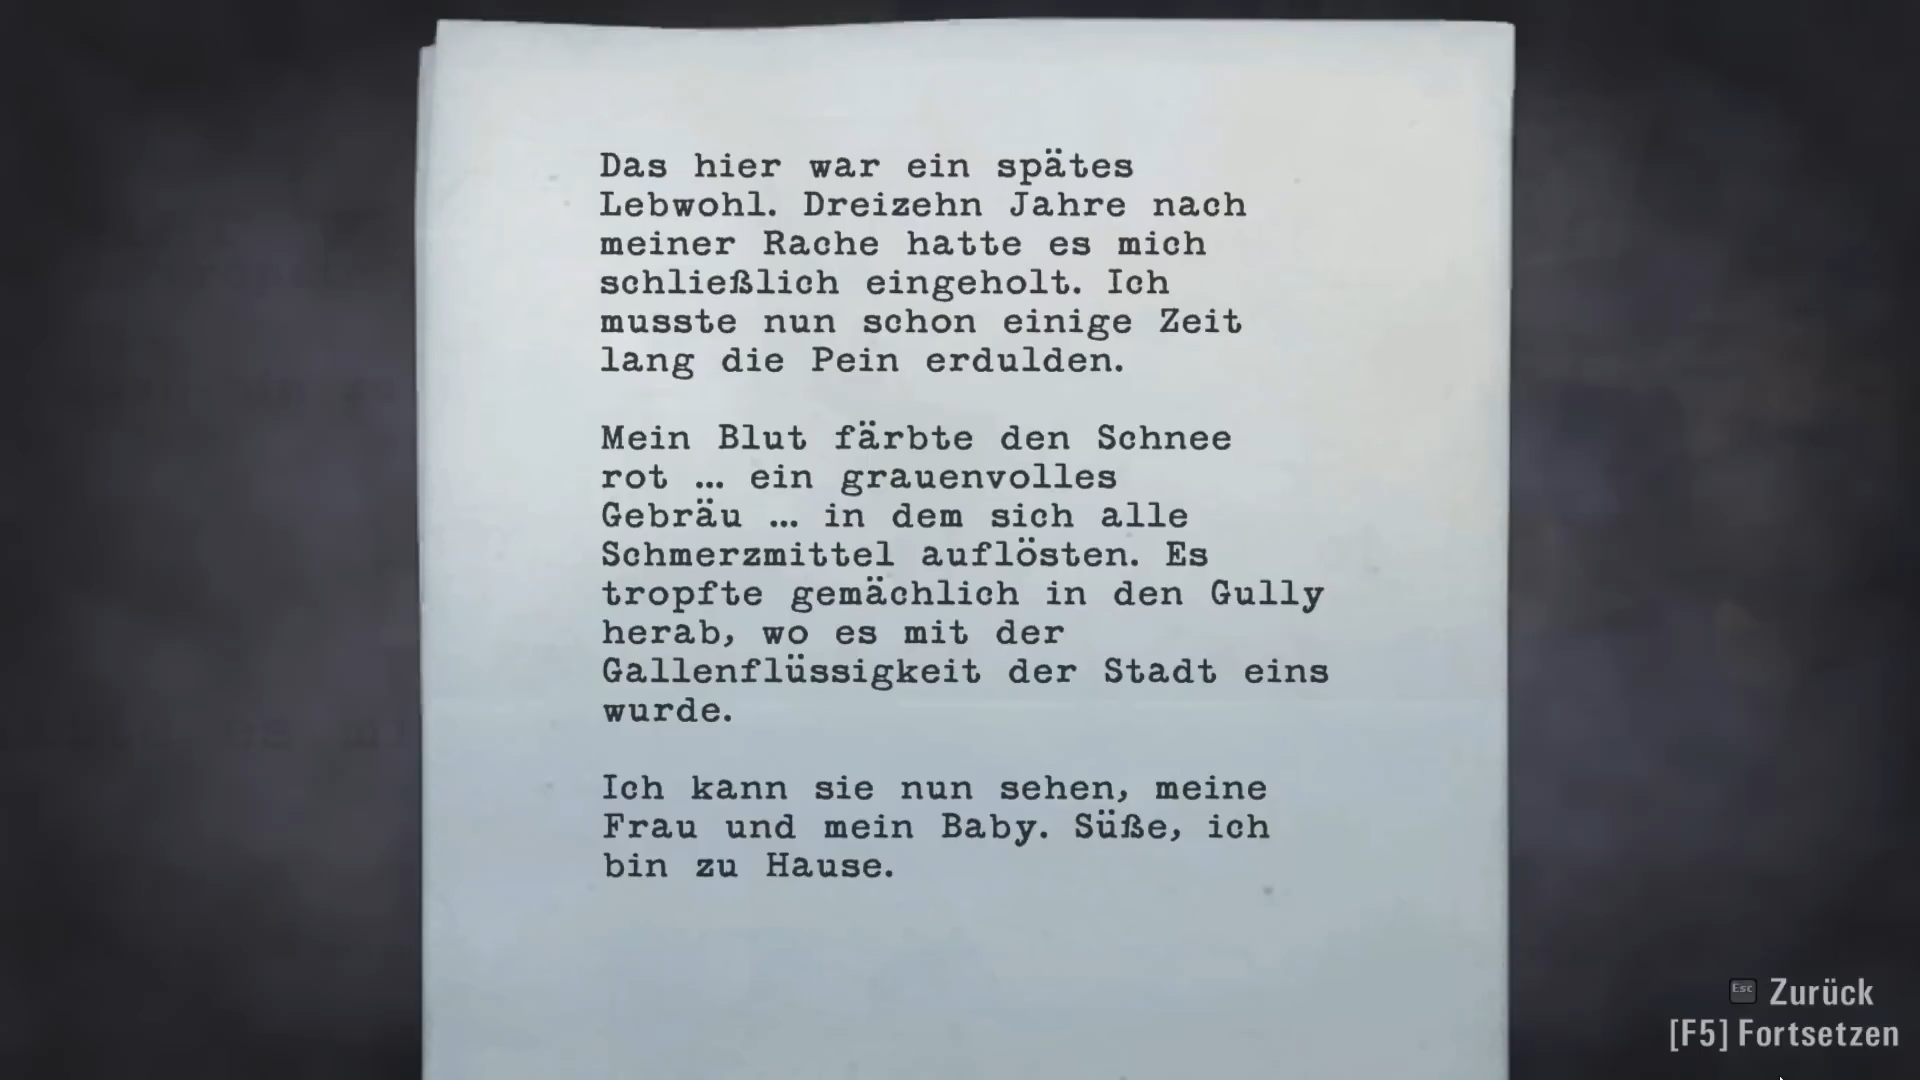 Das hier war ein spätes
Lebwohl. Dreizehn Jahre nach
meiner Rache hatte es mich
schließlich eingeholt. Ich
musste nun schon einige Zeit
lang die Pein erdulden.
Mein Blut färbte den Schnee
rot … ein grauenvolles
Gebräu … in dem sich alle
Schmerzmittel auflösten. Es
tropfte gemächlich in den Gully
herab, wo es mit der
Gallenflüssigkeit der Stadt eins
wurde.
Ich kann sie nun sehen, meine
Frau und mein Baby. Süße, ich
bin zu Hause.
Esc Zurück
[F5] Fortsetzen